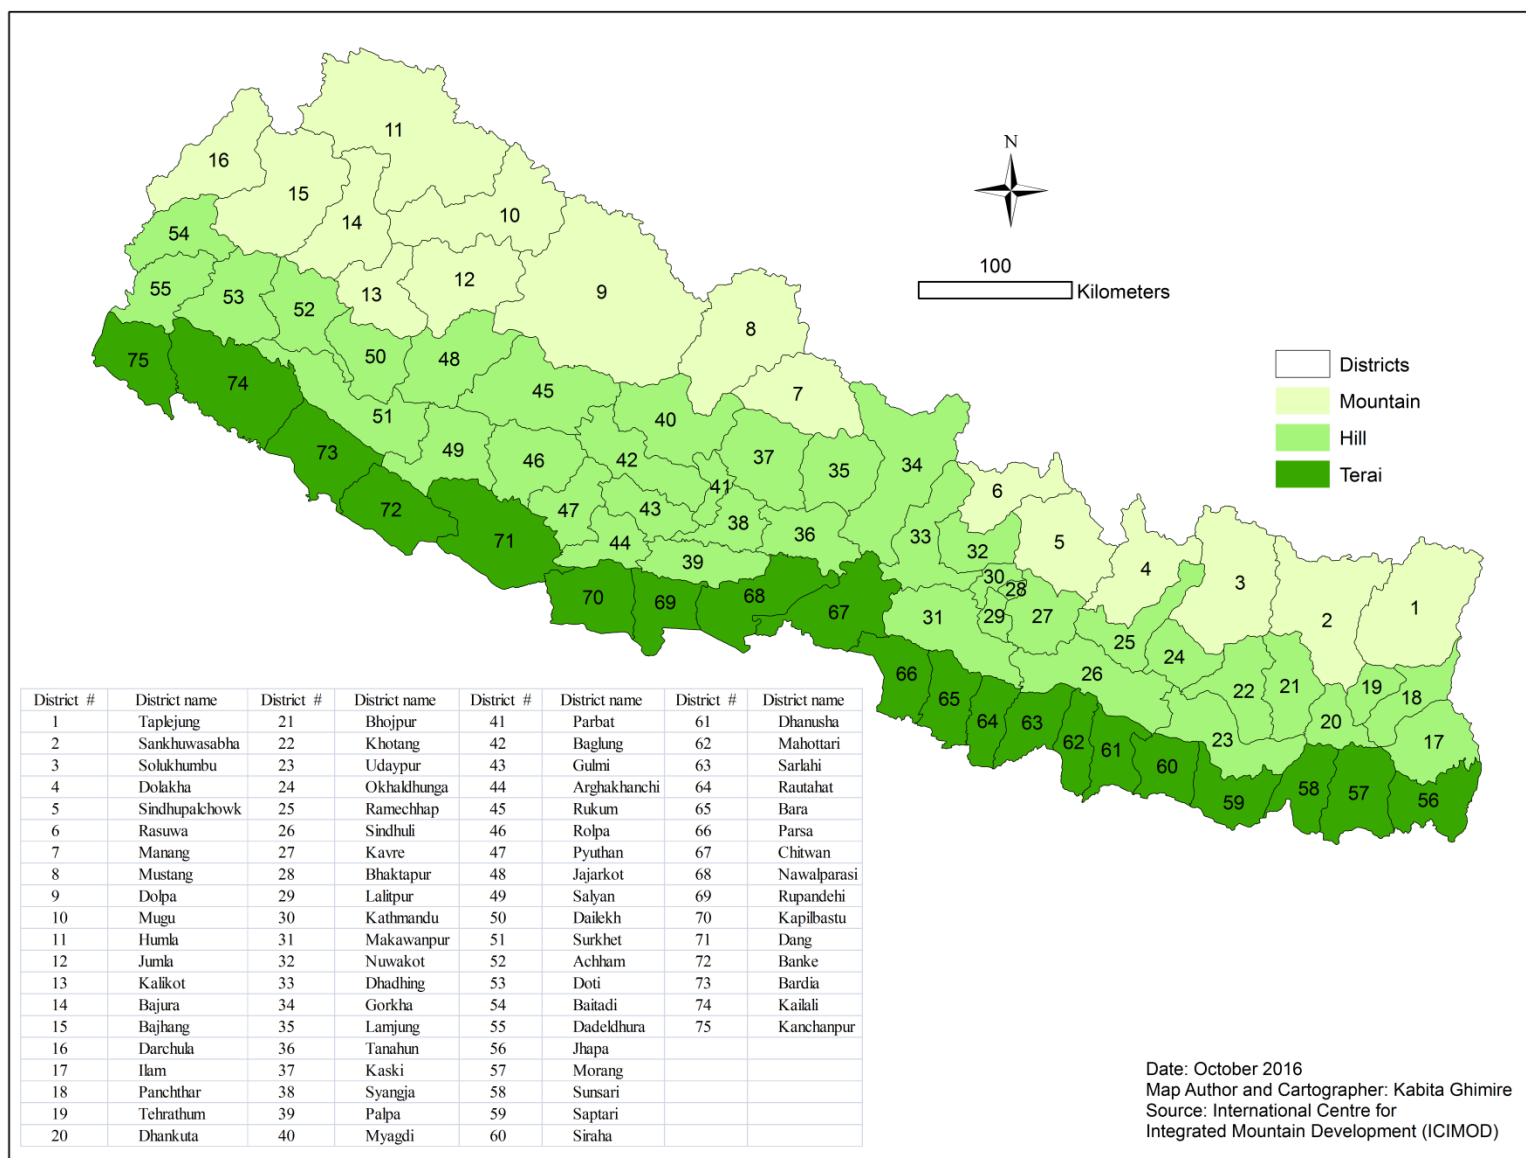 N
100
Kilometers
Districts
Mountain
Hill
Terai
11
16
15
14
10
54
12
55
53
52
13
9
8
75
74
50
48
45
7
51
40
73
49
46
42
37
35
34
6
72
47
43
41
38
36
33
32
5
71
44
39
30
28
4
3
70
69
68
67
31
29
27
25
2
1
66
26
24
65
22
21
19
18
64
63
62
61
60
23
20
17
59
58
57
56
District # District name District # District name District # District name District # District name
1 Taplejung 21 Bhojpur 41 Parbat 61 Dhanusha
2 Sankhuwasabha 22 Khotang 42 Baglung 62 Mahottari
3 Solukhumbu 23 Udaypur 43 Gulmi 63 Sarlahi
4 Dolakha 24 Okhaldhunga 44 Arghakhanchi 64 Rautahat
5 Sindhupalchowk 25 Ramechhap 45 Rukum 65 Bara
6 Rasuwa 26 Sindhuli 46 Rolpa 66 Parsa
7 Manang 27 Kavre 47 Pyuthan 67 Chitwan
8 Mustang 28 Bhaktapur 48 Jajarkot 68 Nawalparasi
9 Dolpa 29 Lalitpur 49 Salyan 69 Rupandehi
10 Mugu 30 Kathmandu 50 Dailekh 70 Kapilbastu
11 Humla 31 Makawanpur 51 Surkhet 71 Dang
12 Jumla 32 Nuwakot 52 Achham 72 Banke
13 Kalikot 33 Dhadhing 53 Doti 73 Bardia
14 Bajura 34 Gorkha 54 Baitadi 74 Kailali
15 Bajhang 35 Lamjung 55 Dadeldhura 75 Kanchanpur
16 Darchula 36 Tanahun 56 Jhapa
17 Ilam 37 Kaski 57 Morang
18 Panchthar 38 Syangja 58 Sunsari
19 Tehrathum 39 Palpa 59 Saptari
20 Dhankuta 40 Myagdi 60 Siraha
Date: October 2016
Map Author and Cartographer: Kabita Ghimire
Source: International Centre for
Integrated Mountain Development (ICIMOD)